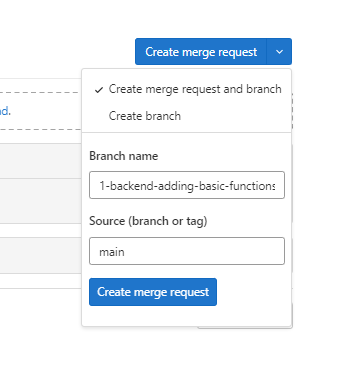 Create merge request
Create merge request and branch
d.
Create branch
Branch name
1-backend-adding-basic-functions
Source (branch or tag)
main
Create merge request